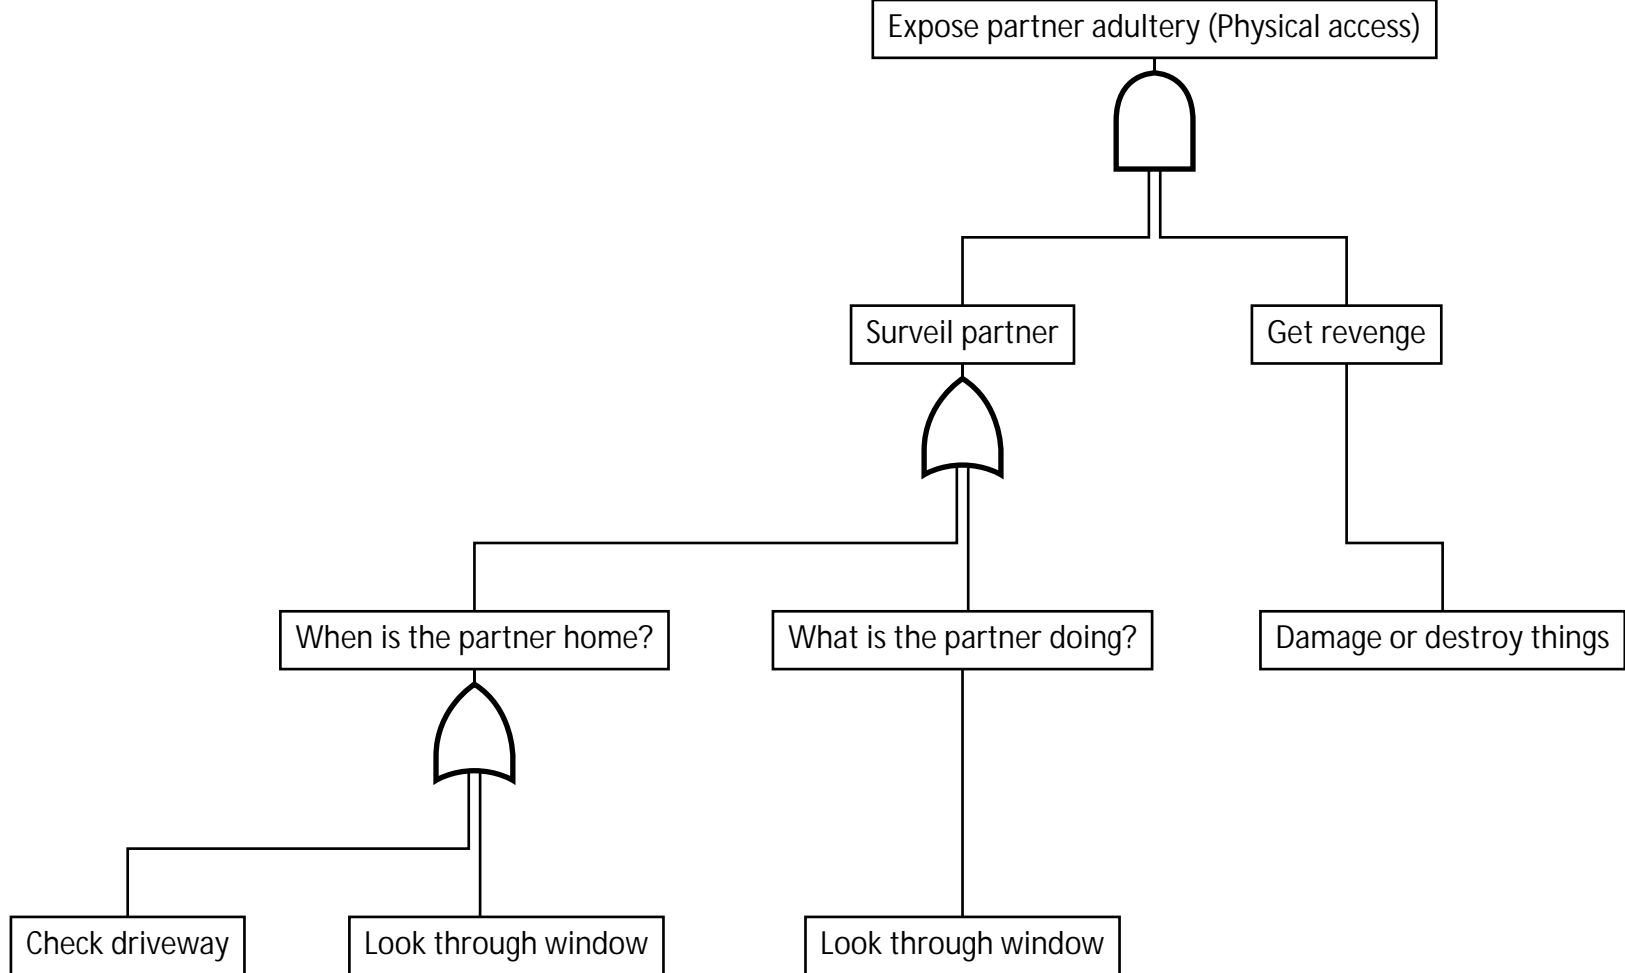 Expose partner adultery (Physical access)
Surveil partner
Get revenge
When is the partner home?
What is the partner doing?
Damage or destroy things
Check driveway
Look through window
Look through window